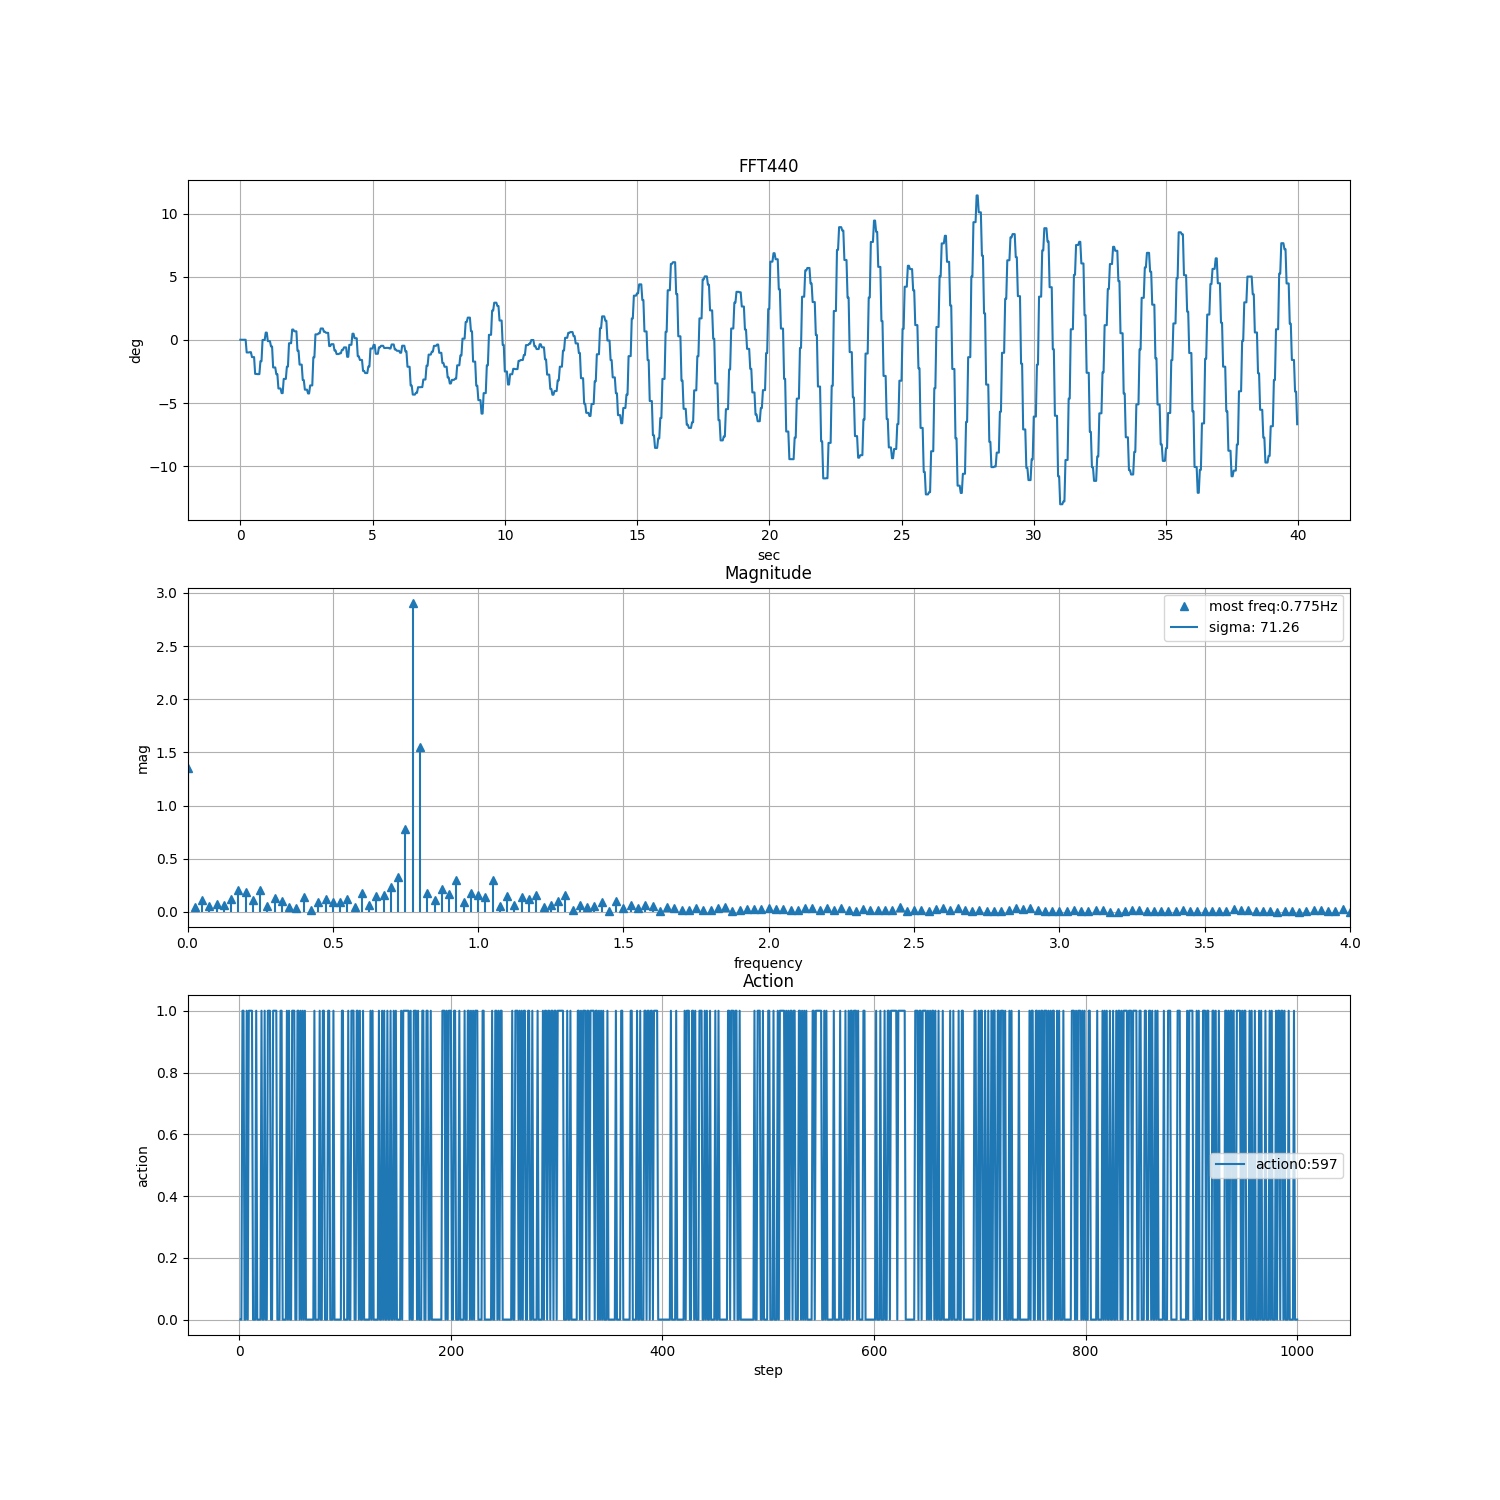 FFT440
10
5
0
−5
−10
deg
0 5 10 15 20 25 30 35 40
sec
Magnitude
3.0
2.5
2.0
1.5
1.0
0.5
0.0
mag
most freq:0.775Hz
sigma: 71.26
0.0 0.5 1.0 1.5 2.0 2.5 3.0 3.5 4.0
frequency
Action
1.0
0.8
0.6
0.4
0.2
0.0
action
action0:597
0 200 400 600 800 1000
step